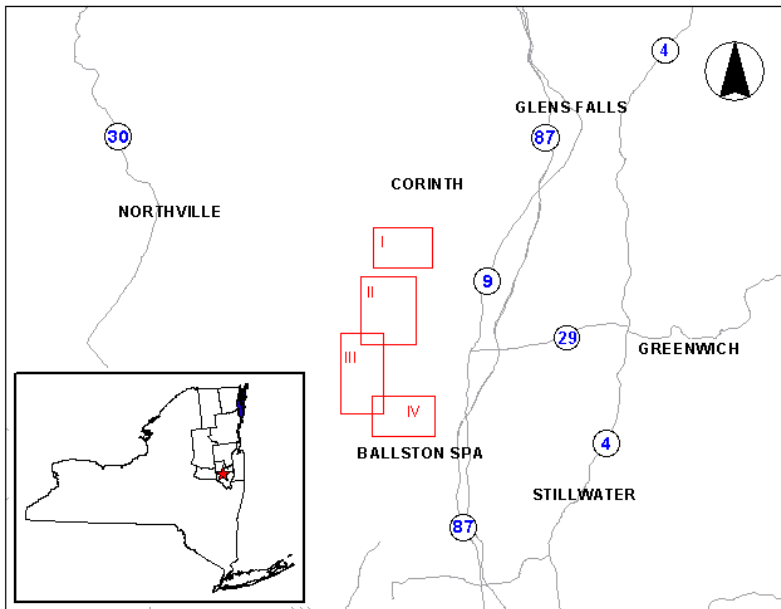 4
GLENS FALLS
87
30
CORINTH
NORTHVILLE
I
9
II
29
GREENWICH
III
IV
4
BALLSTON SPA
STILLWATER
87